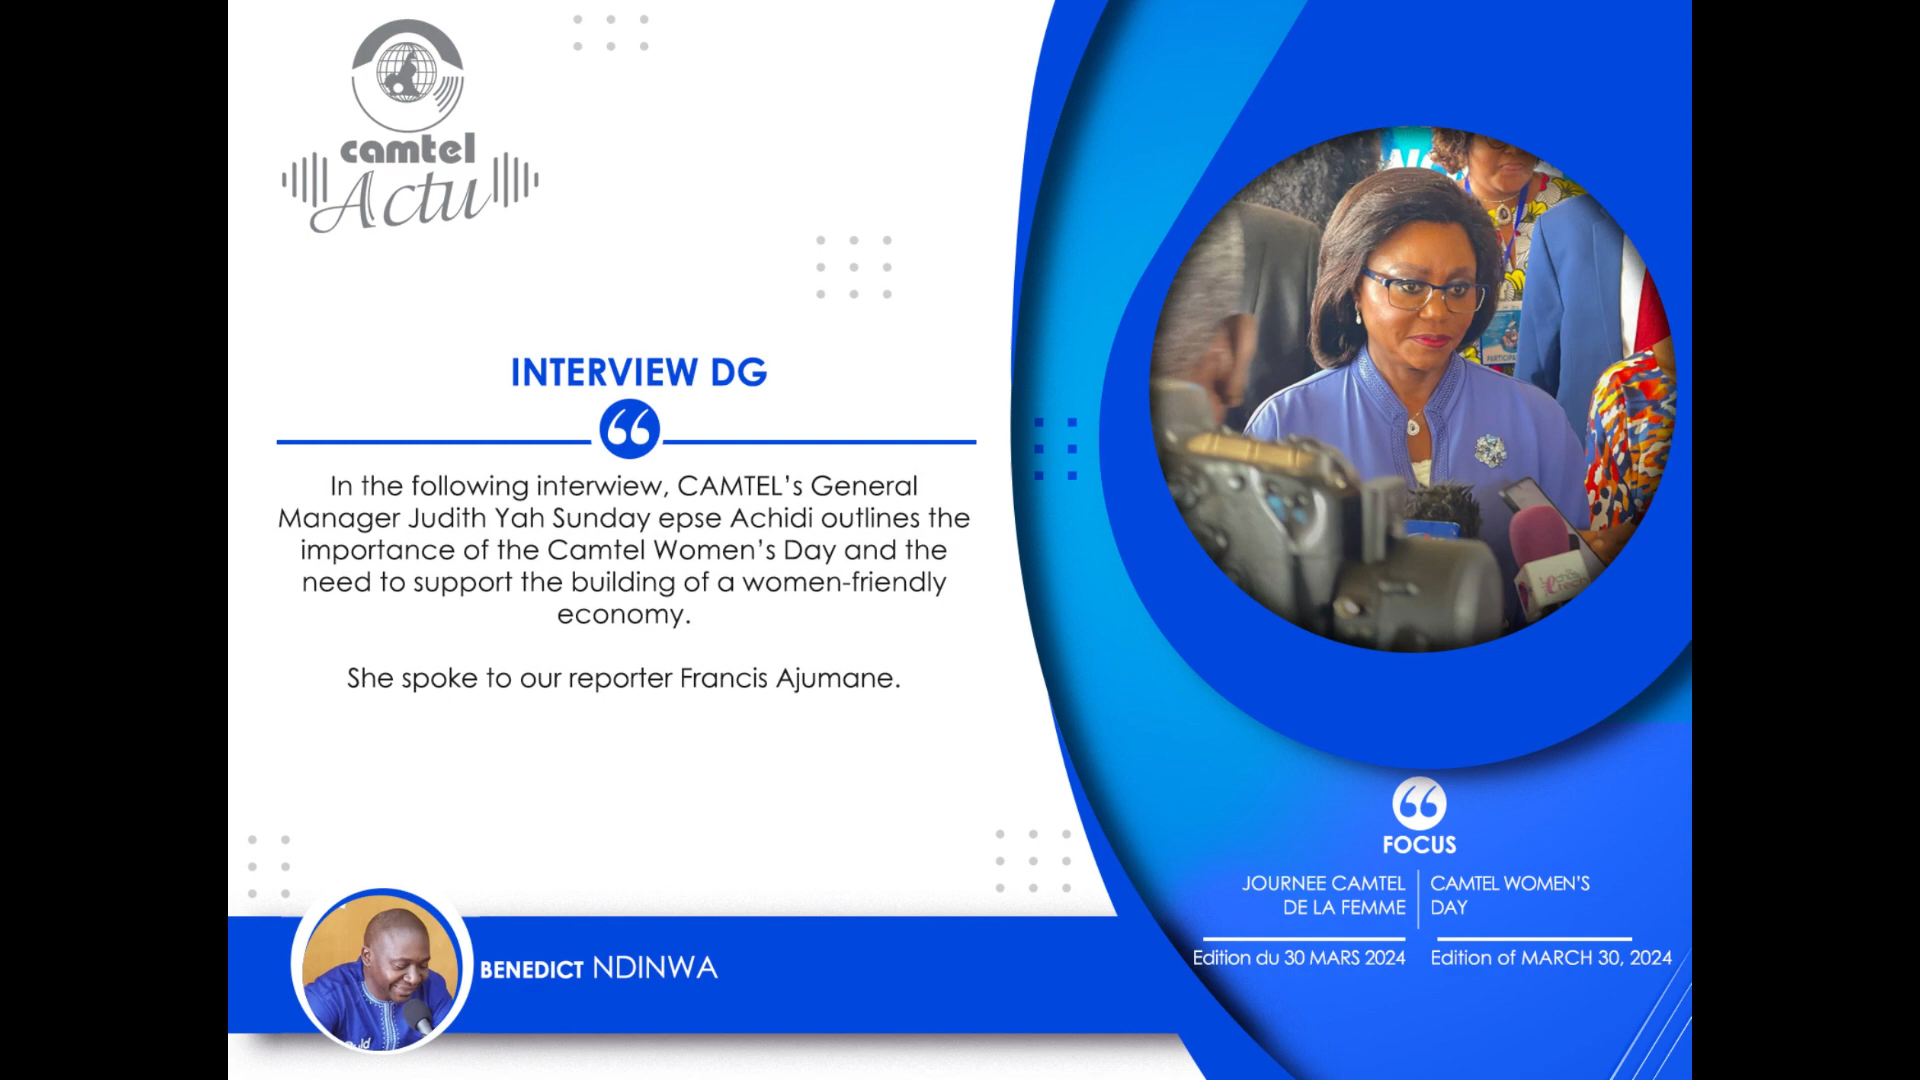 camtel
Actu
INTERVIEW DG
In the following interwiew, CAMTEL's General
Manager Judith Yah Sunday epse Achidi outlines the
importance of the Camtel Women's Day and the
need to support the building of a women-friendly
economy.
She spoke to our reporter Francis Ajumane.
BENEDICT NDINWA
FOCUS
JOURNEE CAMTEL
DE LA FEMME
CAMTEL WOMEN'S
DAY
Edition du 30 MARS 2024
Edition of MARCH 30, 2024